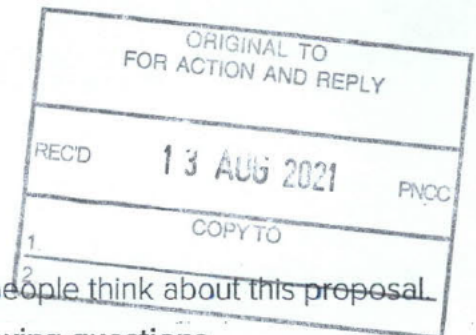 ORIGINAL TO
FOR ACTION AND REPLY
REC'D 13 AUG 2021 PNCC
COPY TO
1.
2
people think about this proposal.
questions